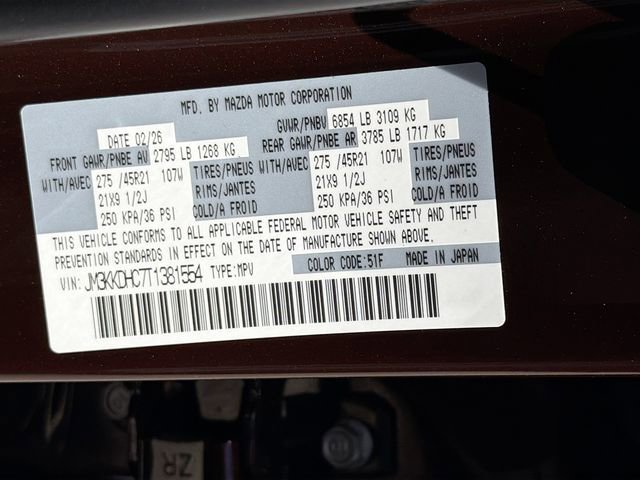 MFD. BY MAZDA MOTOR CORPORATION
DATE 02/26 GVWR/PNBV 6854 LB 3109 KG
FRONT GAWR/PNBE AV 2795 LB 1268 KG REAR GAWR/PNBE AR 3785 LB 1717 KG
WITH/AVEC 275 /45R21 107W TIRES/PNEUS WITH/AVEC 275 /45R21 107W TIRES/PNEUS
21X9 1/2J RIMS/JANTES 21X9 1/2J RIMS/JANTES
250 KPA/36 PSI COLD/A FROID 250 KPA/36 PSI COLD/A FROID
THIS VEHICLE CONFORMS TO ALL APPLICABLE FEDERAL MOTOR VEHICLE SAFETY AND THEFT
PREVENTION STANDARDS IN EFFECT ON THE DATE OF MANUFACTURE SHOWN ABOVE.
VIN: JM3KKDHC7T1381554 TYPE:MPV COLOR CODE:51F MADE IN JAPAN
ZR